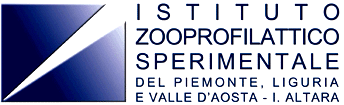 ISTITUTO
ZOOPROFILATTICO
SPERIMENTALE
DEL PIEMONTE, LIGURIA
E VALLE D'AOSTA - I. ALTARA